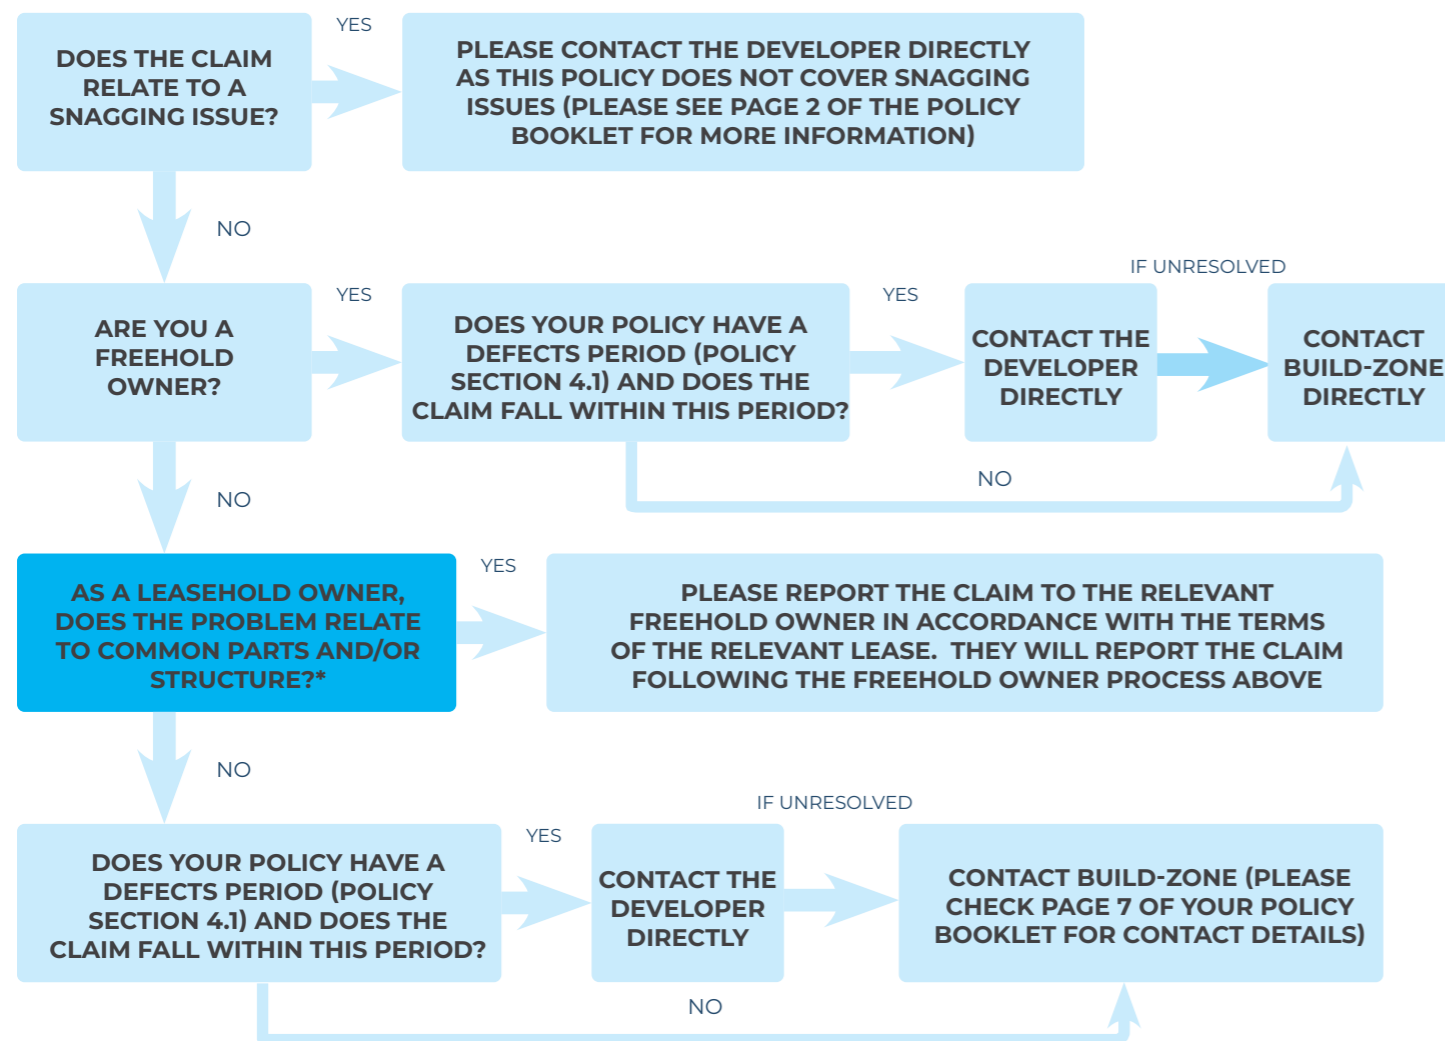 DOES THE CLAIM
RELATE TO A
SNAGGING ISSUE?
YES
PLEASE CONTACT THE DEVELOPER DIRECTLY
AS THIS POLICY DOES NOT COVER SNAGGING
ISSUES (PLEASE SEE PAGE 2 OF THE POLICY
BOOKLET FOR MORE INFORMATION)
NO
ARE YOU A
FREEHOLD
OWNER?
YES
DOES YOUR POLICY HAVE A
DEFECTS PERIOD (POLICY
SECTION 4.1) AND DOES THE
CLAIM FALL WITHIN THIS PERIOD?
YES
CONTACT THE
DEVELOPER
DIRECTLY
IF UNRESOLVED
CONTACT
BUILD-ZONE
DIRECTLY
NO
NO
AS A LEASEHOLD OWNER,
DOES THE PROBLEM RELATE
TO COMMON PARTS AND/OR
STRUCTURE?*
YES
PLEASE REPORT THE CLAIM TO THE RELEVANT
FREEHOLD OWNER IN ACCORDANCE WITH THE TERMS
OF THE RELEVANT LEASE. THEY WILL REPORT THE CLAIM
FOLLOWING THE FREEHOLD OWNER PROCESS ABOVE
NO
DOES YOUR POLICY HAVE A
DEFECTS PERIOD (POLICY
SECTION 4.1) AND DOES THE
CLAIM FALL WITHIN THIS PERIOD?
YES
CONTACT THE
DEVELOPER
DIRECTLY
IF UNRESOLVED
CONTACT BUILD-ZONE (PLEASE
CHECK PAGE 7 OF YOUR POLICY
BOOKLET FOR CONTACT DETAILS)
NO